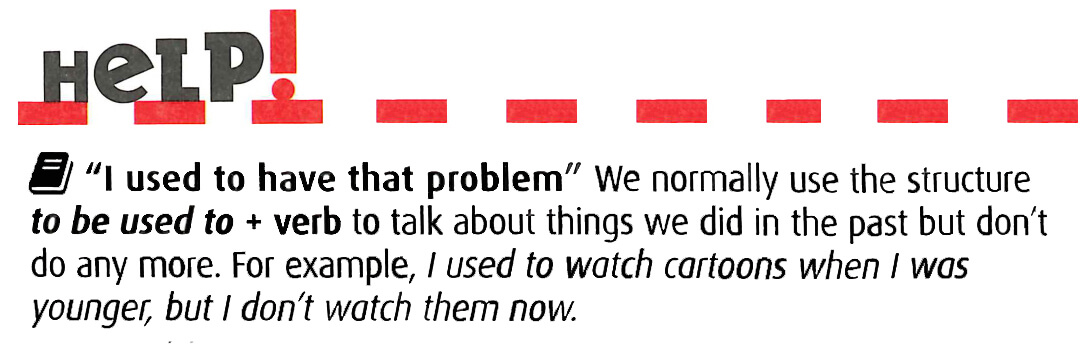 HeLP!
“I used to have that problem” We normally use the structure
to be used to + verb to talk about things we did in the past but don’t
do any more. For example, I used to watch cartoons when I was
younger, but I don’t watch them now.